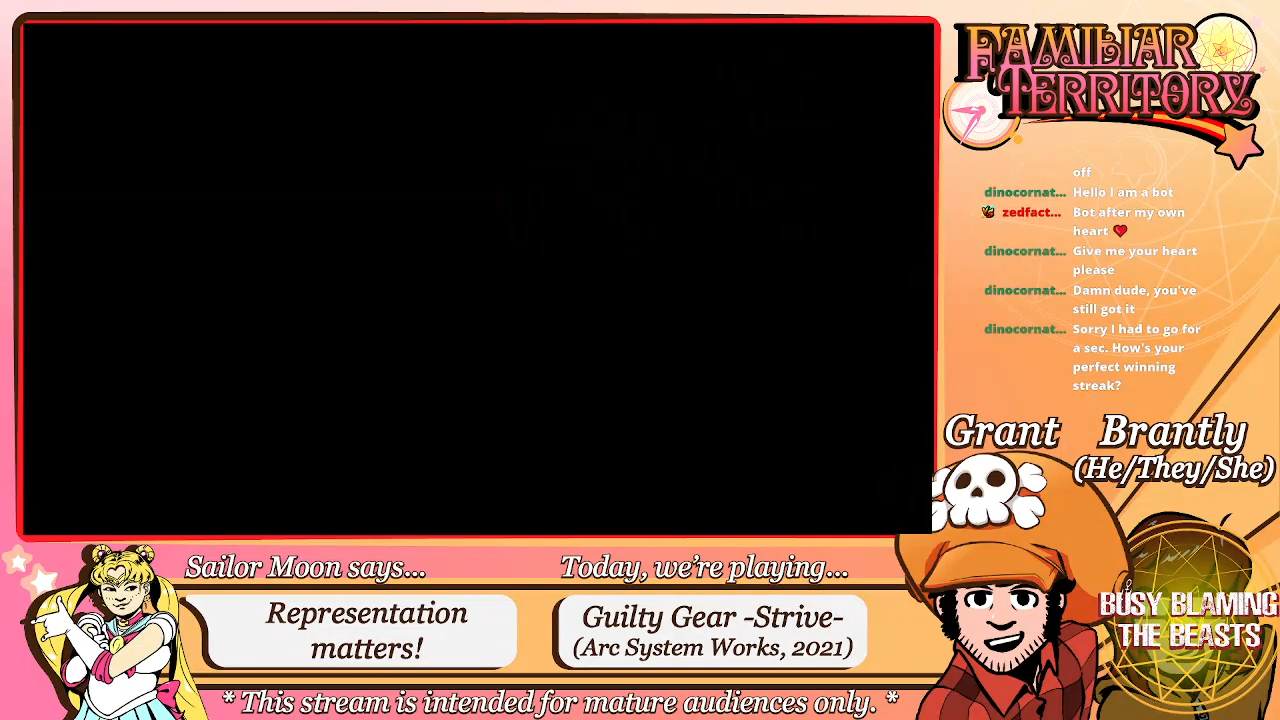 FAMILIAR
TERRITORY
off
dinocornat... Hello I am a bot
zedfact... Bot after my own
heart ❤
dinocornat... Give me your heart
please
dinocornat... Damn dude, you've
still got it
dinocornat... Sorry I had to go for
a sec. How's your
perfect winning
streak?
Grant
Brantly
(He/They/She)
BUSY BLAMING
THE BEASTS
Sailor Moon says...
Representation
matters!
Today, we're playing...
Guilty Gear -Strive-
(Arc System Works, 2021)
* This stream is intended for mature audiences only. *